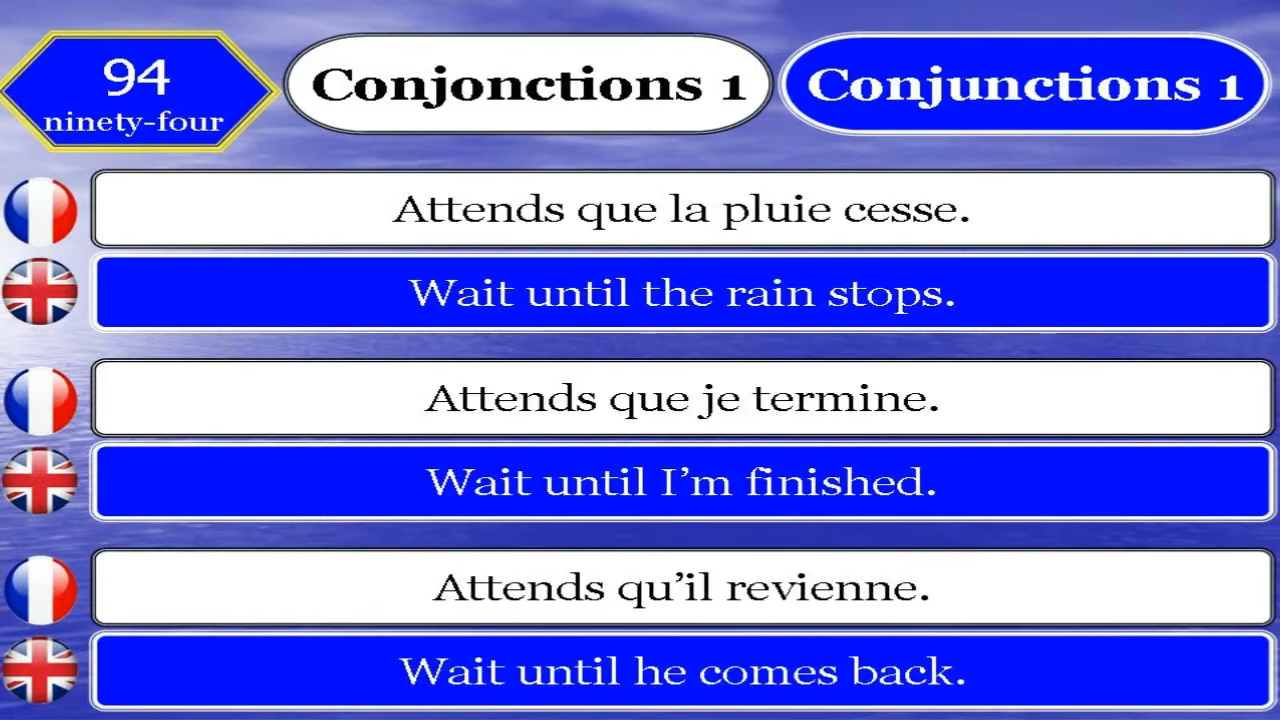 94
ninety-four
Conjonctions 1
Conjunctions 1
Attends que la pluie cesse.
Wait until the rain stops.
Attends que je termine.
Wait until I’m finished.
Attends qu’il revienne.
Wait until he comes back.